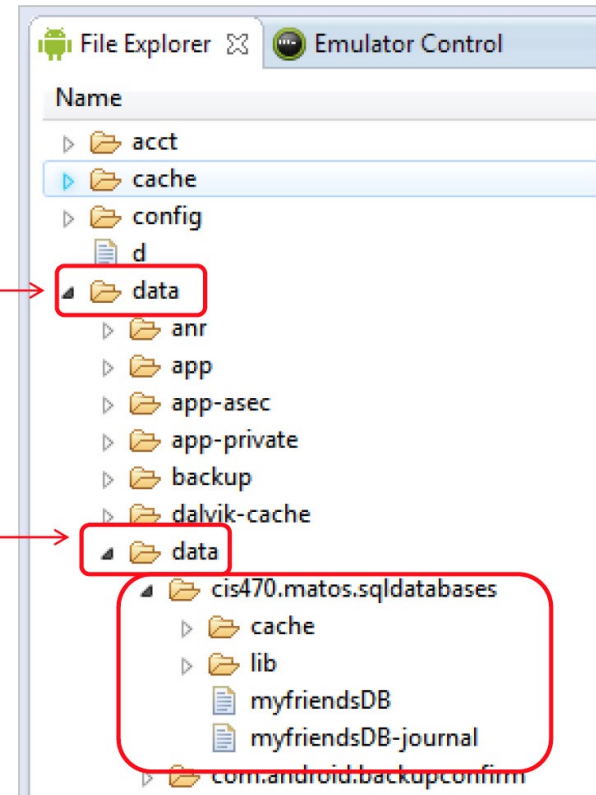 File Explorer Emulator Control
Name
acct
cache
config
d
data
anr
app
app-asec
app-private
backup
dalvik-cache
data
cis470.matos.sqldatabases
cache
lib
myfriendsDB
myfriendsDB-journal
com.android.backupconfirm